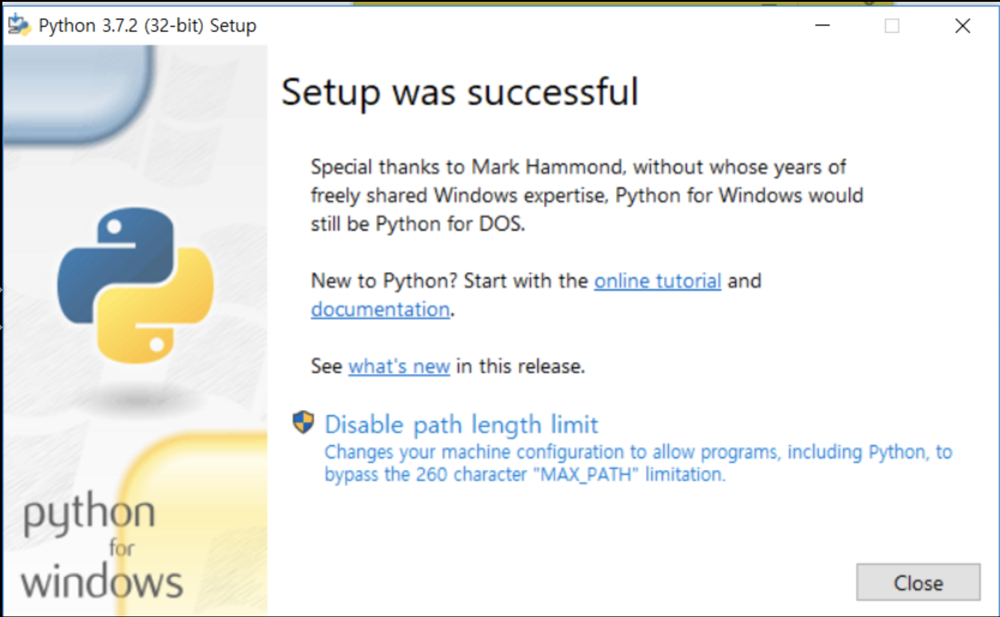 Python 3.7.2 (32-bit) Setup
Setup was successful
Special thanks to Mark Hammond, without whose years of
freely shared Windows expertise, Python for Windows would
still be Python for DOS.
New to Python? Start with the online tutorial and
documentation.
See what's new in this release.
Disable path length limit
Changes your machine configuration to allow programs, including Python, to
bypass the 260 character "MAX_PATH" limitation.
python
for
windows
Close